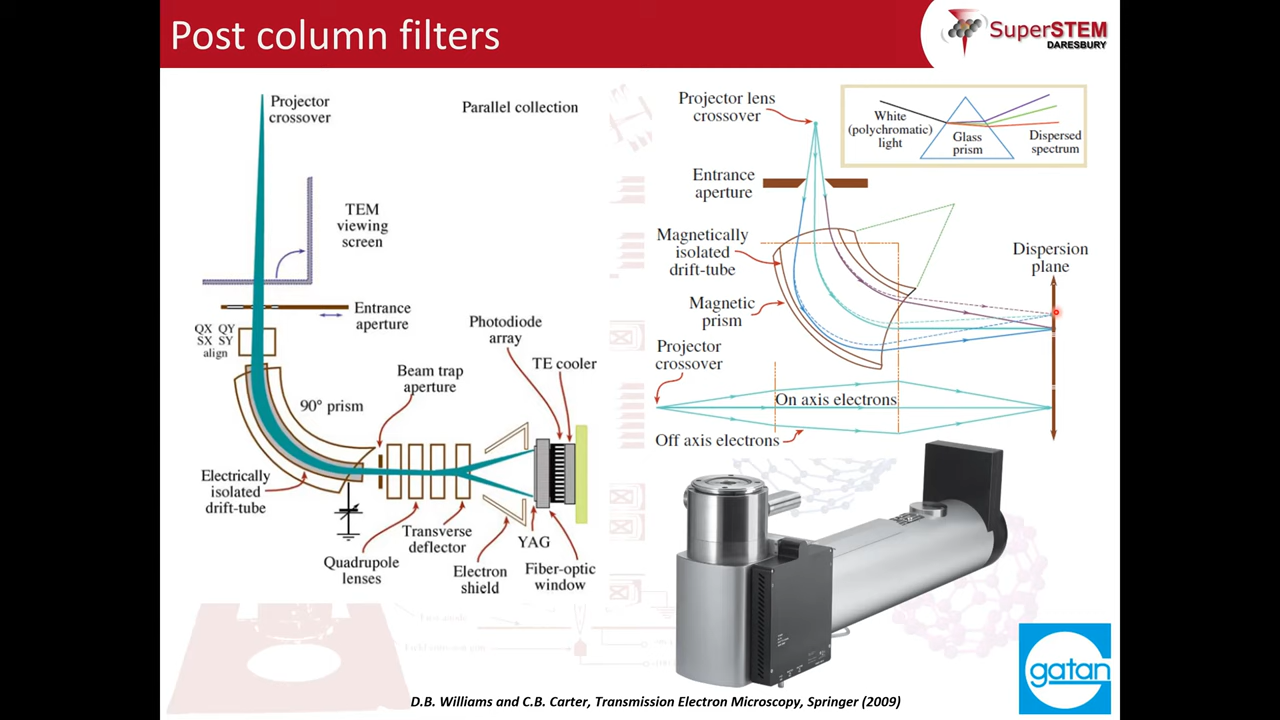 Post column filters
SuperSTEM
DARESBURY
Projector
crossover
Parallel collection
TEM
viewing
screen
Entrance
aperture
QX QY
SX SY
align
90° prism
Beam trap
aperture
Photodiode
array
TE cooler
Electrically
isolated
drift-tube
Quadrupole
lenses
Transverse
deflector
Electron
shield
YAG
Fiber-optic
window
Projector lens
crossover
White
(polychromatic)
light
Glass
prism
Dispersed
spectrum
Entrance
aperture
Magnetically
isolated
drift-tube
Magnetic
prism
Dispersion
plane
Projector
crossover
On axis electrons
Off axis electrons
gatan
D.B. Williams and C.B. Carter, Transmission Electron Microscopy, Springer (2009)